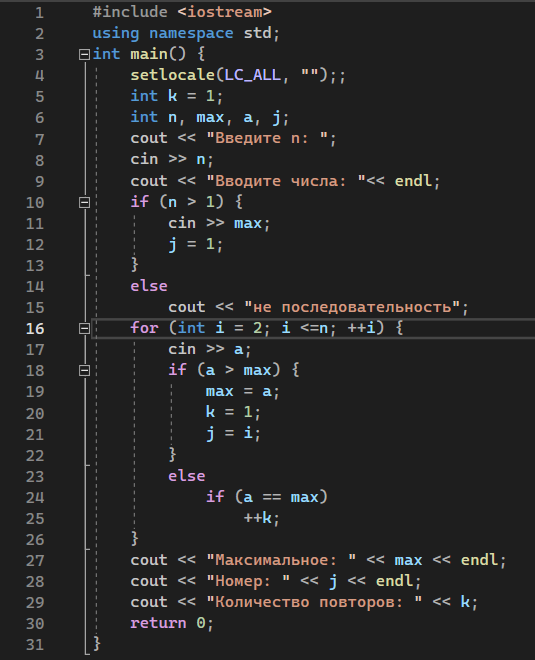 1 #include <iostream>
2 using namespace std;
3 int main() {
4 setlocale(LC_ALL, "");;
5 int k = 1;
6 int n, max, a, j;
7 cout << "Введите n: ";
8 cin >> n;
9 cout << "Вводите числа: "<< endl;
10 if (n > 1) {
11 cin >> max;
12 j = 1;
13 }
14 else
15 cout << "не последовательность";
16 for (int i = 2; i <=n; ++i) {
17 cin >> a;
18 if (a > max) {
19 max = a;
20 k = 1;
21 j = i;
22 }
23 else
24 if (a == max)
25 ++k;
26 }
27 cout << "Максимальное: " << max << endl;
28 cout << "Номер: " << j << endl;
29 cout << "Количество повторов: " << k;
30 return 0;
31 }